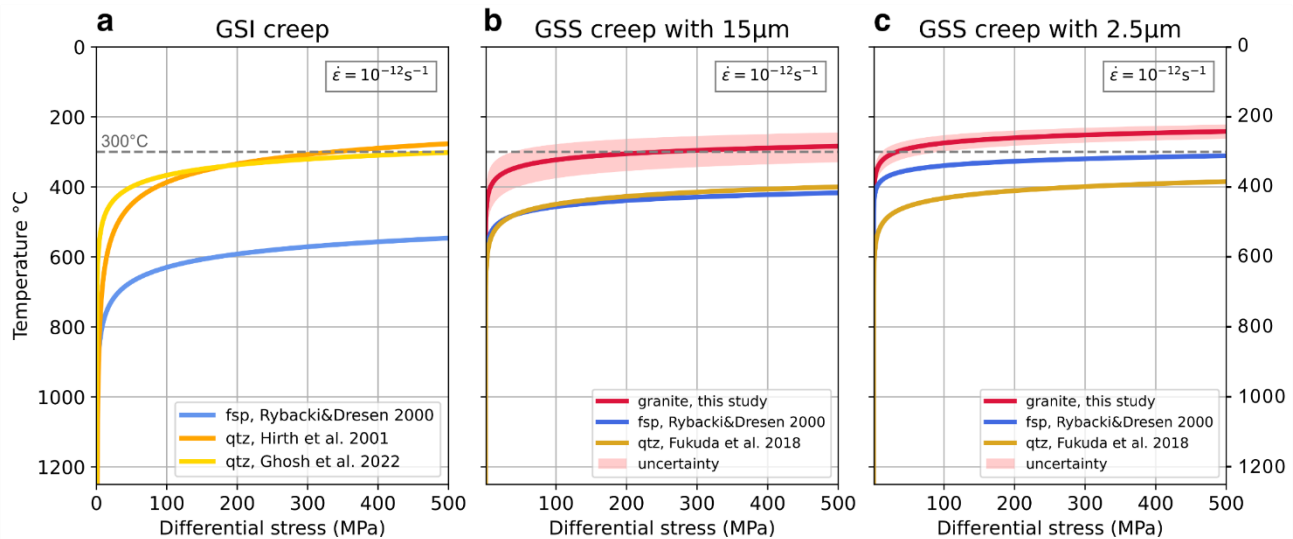 a
GSI creep
b
GSS creep with 15μm
c
GSS creep with 2.5μm
0
200
400
600
800
1000
1200
Temperature °C
ε̇ = 10⁻¹²s⁻¹
300°C
fsp, Rybacki&Dresen 2000
qtz, Hirth et al. 2001
qtz, Ghosh et al. 2022
0
100
200
300
400
500
Differential stress (MPa)
ε̇ = 10⁻¹²s⁻¹
granite, this study
fsp, Rybacki&Dresen 2000
qtz, Fukuda et al. 2018
uncertainty
0
100
200
300
400
500
Differential stress (MPa)
ε̇ = 10⁻¹²s⁻¹
granite, this study
fsp, Rybacki&Dresen 2000
qtz, Fukuda et al. 2018
uncertainty
0
100
200
300
400
500
Differential stress (MPa)
0
200
400
600
800
1000
1200